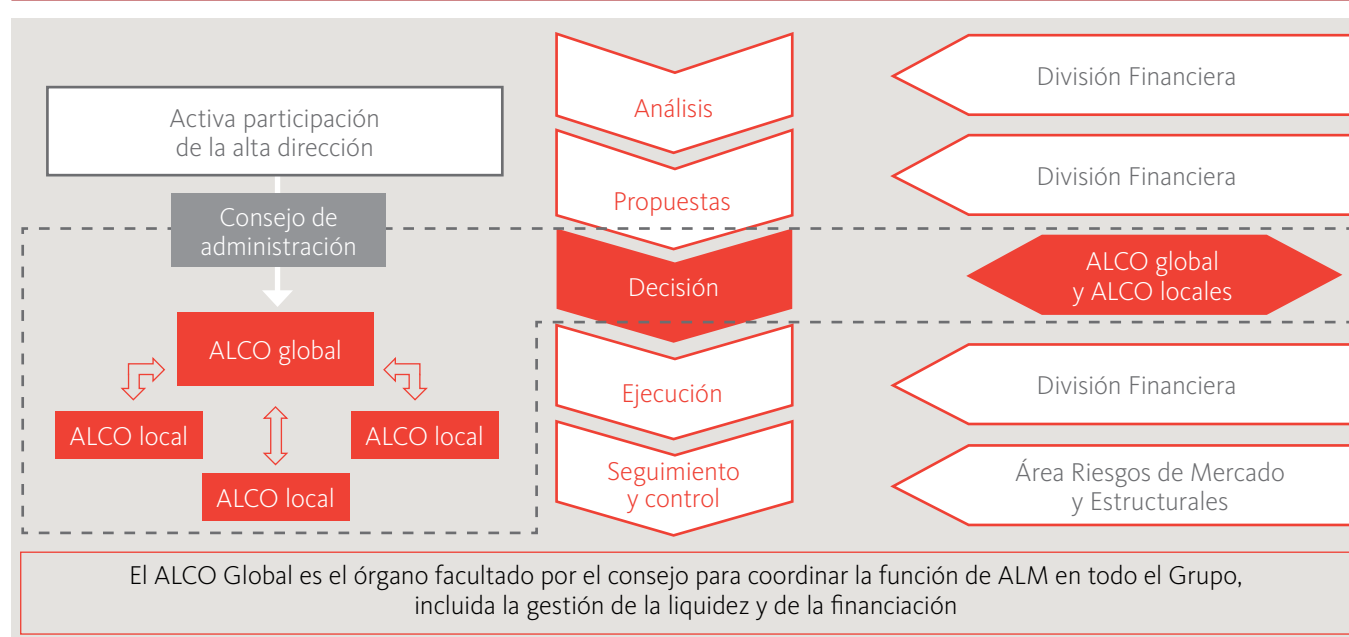 Activa participación
de la alta dirección
Consejo de
administración
ALCO global
ALCO local
ALCO local
ALCO local
Análisis
Propuestas
Decisión
Ejecución
Seguimiento
y control
División Financiera
División Financiera
ALCO global
y ALCO locales
División Financiera
Área Riesgos de Mercado
y Estructurales
El ALCO Global es el órgano facultado por el consejo para coordinar la función de ALM en todo el Grupo,
incluida la gestión de la liquidez y de la financiación